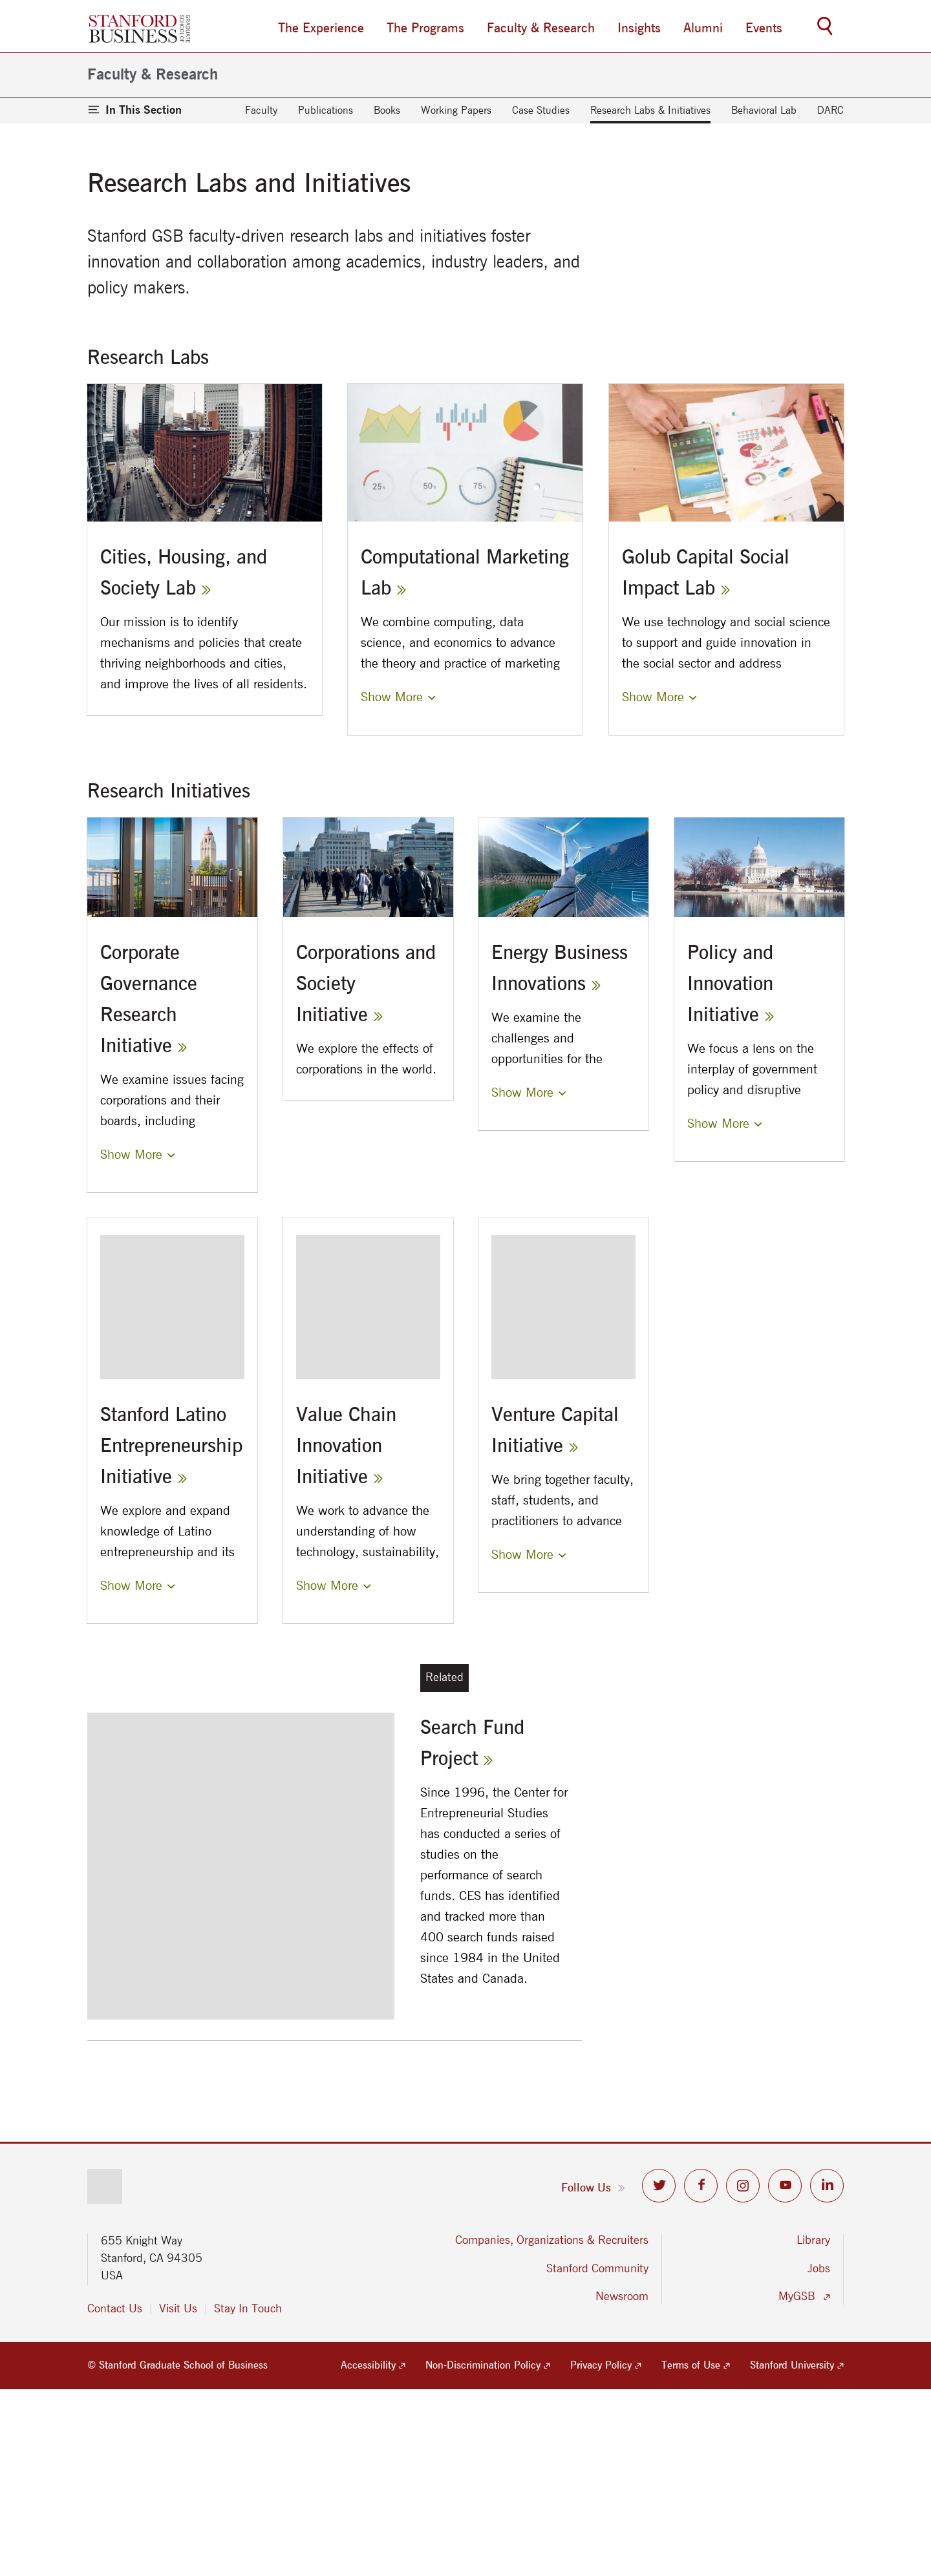 STANFORD
BUSINESS
GRADUATE
SCHOOL OF
The Experience
The Programs
Faculty & Research
Insights
Alumni
Events
Faculty & Research
In This Section
Faculty
Publications
Books
Working Papers
Case Studies
Research Labs & Initiatives
Behavioral Lab
DARC
Research Labs and Initiatives
Stanford GSB faculty-driven research labs and initiatives foster
innovation and collaboration among academics, industry leaders, and
policy makers.
Research Labs
Cities, Housing, and
Society Lab »
Our mission is to identify
mechanisms and policies that create
thriving neighborhoods and cities,
and improve the lives of all residents.
25%
50%
75%
Computational Marketing
Lab »
We combine computing, data
science, and economics to advance
the theory and practice of marketing
Show More
Golub Capital Social
Impact Lab »
We use technology and social science
to support and guide innovation in
the social sector and address
Show More
Research Initiatives
Corporate
Governance
Research
Initiative »
We examine issues facing
corporations and their
boards, including
Show More
Corporations and
Society
Initiative »
We explore the effects of
corporations in the world.
Energy Business
Innovations »
We examine the
challenges and
opportunities for the
Show More
Policy and
Innovation
Initiative »
We focus a lens on the
interplay of government
policy and disruptive
Show More
Stanford Latino
Entrepreneurship
Initiative »
We explore and expand
knowledge of Latino
entrepreneurship and its
Show More
Value Chain
Innovation
Initiative »
We work to advance the
understanding of how
technology, sustainability,
Show More
Venture Capital
Initiative »
We bring together faculty,
staff, students, and
practitioners to advance
Show More
Related
Search Fund
Project »
Since 1996, the Center for
Entrepreneurial Studies
has conducted a series of
studies on the
performance of search
funds. CES has identified
and tracked more than
400 search funds raised
since 1984 in the United
States and Canada.
Follow Us »
655 Knight Way
Stanford, CA 94305
USA
Contact Us
Visit Us
Stay In Touch
Companies, Organizations & Recruiters
Stanford Community
Newsroom
Library
Jobs
MyGSB
© Stanford Graduate School of Business
Accessibility
Non-Discrimination Policy
Privacy Policy
Terms of Use
Stanford University